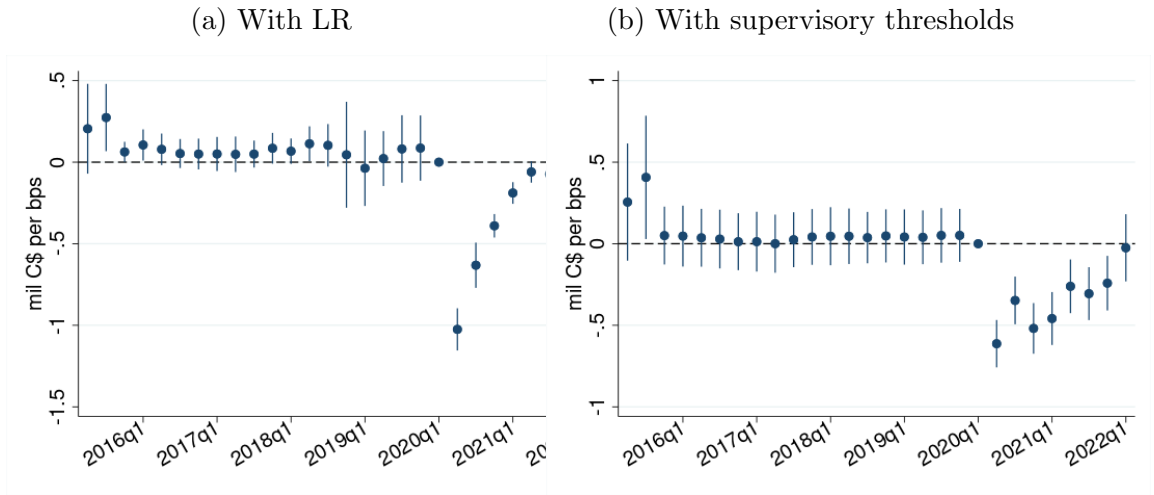 (a) With LR
(b) With supervisory thresholds
mil C$ per bps
.5
0
-.5
-1
-1.5
2016q1
2017q1
2018q1
2019q1
2020q1
2021q1
20
mil C$ per bps
1
.5
0
-.5
-1
2016q1
2017q1
2018q1
2019q1
2020q1
2021q1
2022q1